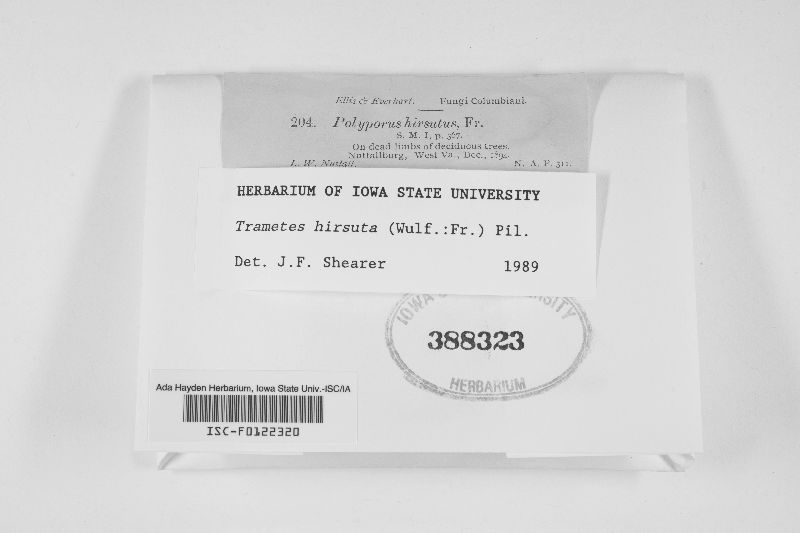 Ellis & Everhart. Fungi Columbiani.
204. Polyporus hirsutus, Fr.
S. M. I, p. 367.
On dead limbs of deciduous trees.
Nuttallburg, West Va., Dec., 1894.
L. W. Nuttall. N. A. F. 311.
HERBARIUM OF IOWA STATE UNIVERSITY
Trametes hirsuta (Wulf.:Fr.) Pil.
Det. J.F. Shearer 1989
IOWA UNIVERSITY
388323
HERBARIUM
Ada Hayden Herbarium, Iowa State Univ.-ISC/IA
ISC-F0122320